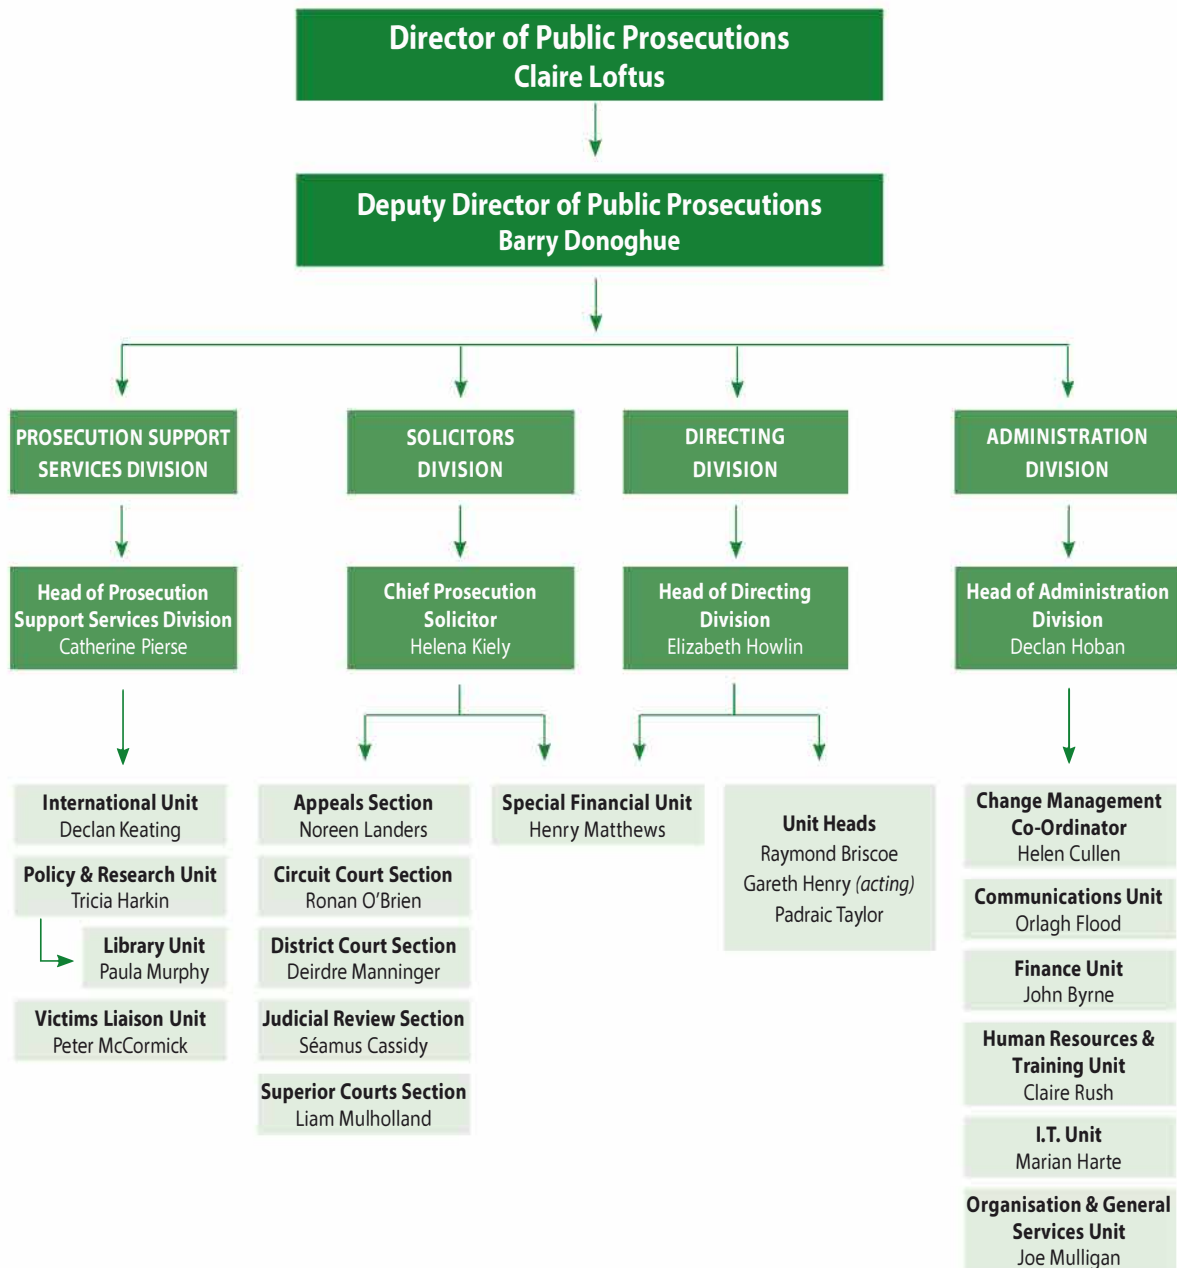 Director of Public Prosecutions
Claire Loftus
Deputy Director of Public Prosecutions
Barry Donoghue
PROSECUTION SUPPORT
SERVICES DIVISION
SOLICITORS
DIVISION
DIRECTING
DIVISION
ADMINISTRATION
DIVISION
Head of Prosecution
Support Services Division
Catherine Pierse
Chief Prosecution
Solicitor
Helena Kiely
Head of Directing
Division
Elizabeth Howlin
Head of Administration
Division
Declan Hoban
International Unit
Declan Keating
Policy & Research Unit
Tricia Harkin
Library Unit
Paula Murphy
Victims Liaison Unit
Peter McCormick
Appeals Section
Noreen Landers
Circuit Court Section
Ronan O’Brien
District Court Section
Deirdre Manninger
Judicial Review Section
Séamus Cassidy
Superior Courts Section
Liam Mulholland
Special Financial Unit
Henry Matthews
Unit Heads
Raymond Briscoe
Gareth Henry (acting)
Padraic Taylor
Change Management
Co-Ordinator
Helen Cullen
Communications Unit
Orlagh Flood
Finance Unit
John Byrne
Human Resources &
Training Unit
Claire Rush
I.T. Unit
Marian Harte
Organisation & General
Services Unit
Joe Mulligan